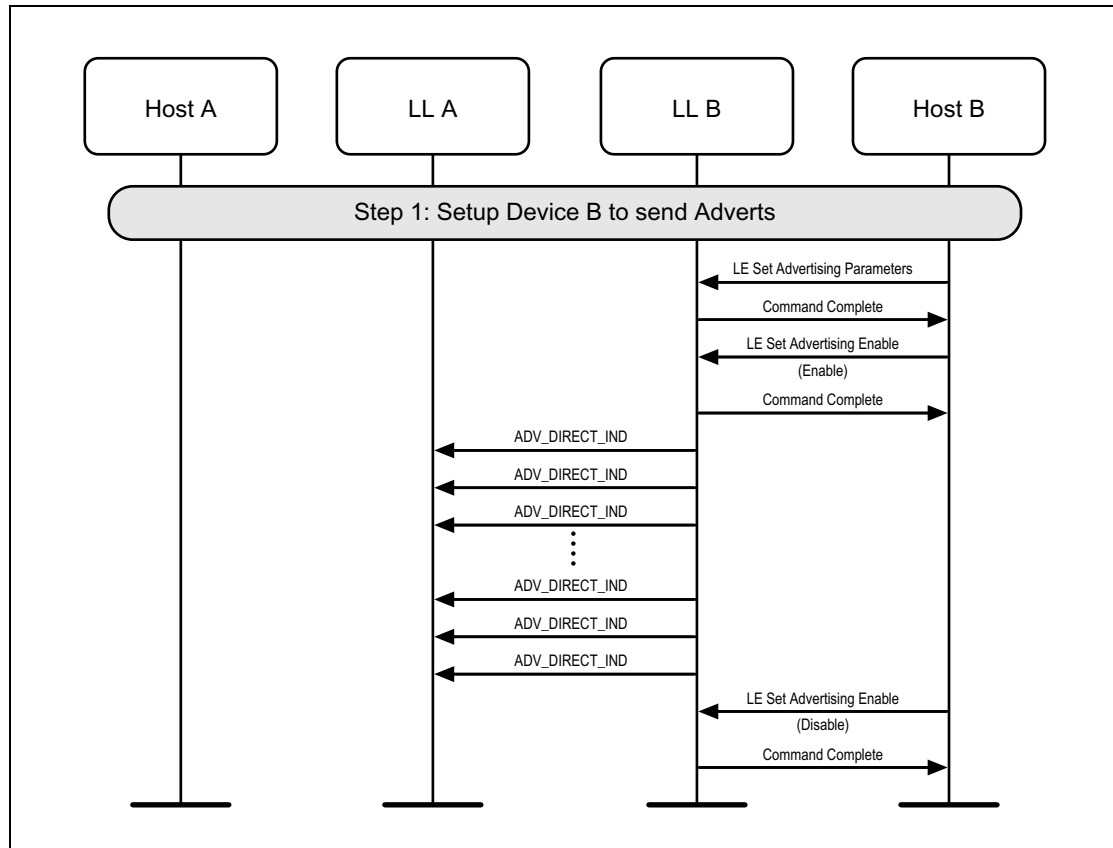 Host A
LL A
LL B
Host B
Step 1: Setup Device B to send Adverts
LE Set Advertising Parameters
Command Complete
LE Set Advertising Enable
(Enable)
Command Complete
ADV_DIRECT_IND
ADV_DIRECT_IND
ADV_DIRECT_IND
ADV_DIRECT_IND
ADV_DIRECT_IND
ADV_DIRECT_IND
LE Set Advertising Enable
(Disable)
Command Complete